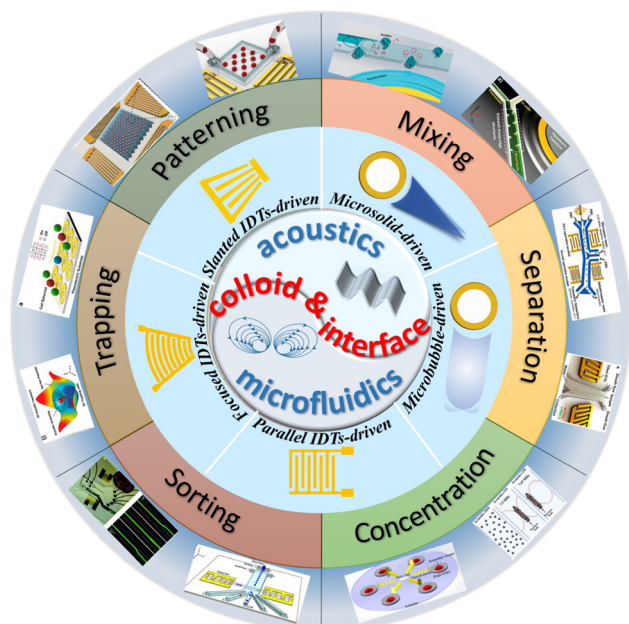 Patterning
Mixing
Separation
Concentration
Sorting
Trapping
Slanted IDTs-driven
Microsolid-driven
Microbubble-driven
Parallel IDTs-driven
Focused IDTs-driven
acoustics
colloid &
interface
microfluidics